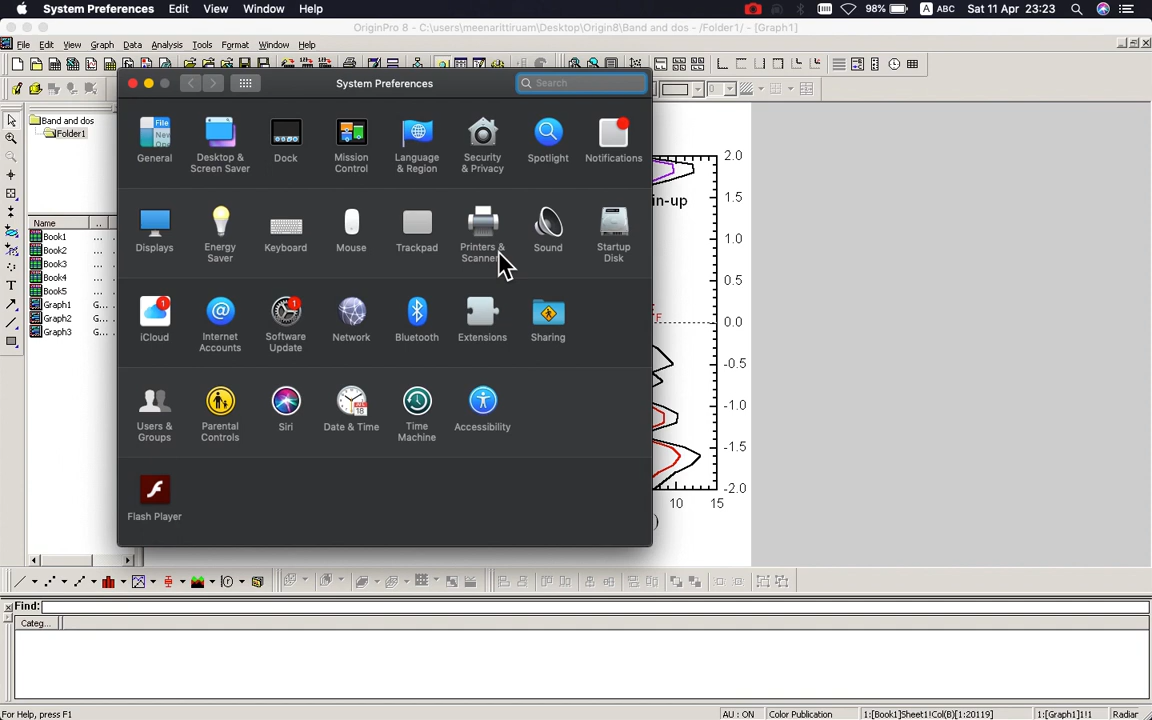 System Preferences Edit View Window Help
98% A ABC Sat 11 Apr 23:23
OriginPro 8 - C:\users\meenarittiruam\Desktop\Origin8\Band and dos - /Folder1/ - [Graph1]
File Edit View Graph Data Analysis Tools Format Window Help
System Preferences
Search
Band and dos
Folder1
General
Desktop & Screen Saver
Dock
Mission Control
Language & Region
Security & Privacy
Spotlight
Notifications
Displays
Energy Saver
Keyboard
Mouse
Trackpad
Printers & Scanners
Sound
Startup Disk
iCloud
Internet Accounts
Software Update
Network
Bluetooth
Extensions
Sharing
Users & Groups
Parental Controls
Siri
Date & Time
Time Machine
Accessibility
Flash Player
Name ..
Book1 ...
Book2 ...
Book3 ...
Book4 ...
Book5 ...
Graph1 G...
Graph2 G...
Graph3 G...
in-up
2.0
1.5
1.0
0.5
0.0
-0.5
-1.0
-1.5
-2.0
10 15
)
Find:
Categ...
For Help, press F1
AU : ON Color Publication 1:[Book1]Sheet1!Col(B)[1:20119] 1:[Graph1]1!1 Radian